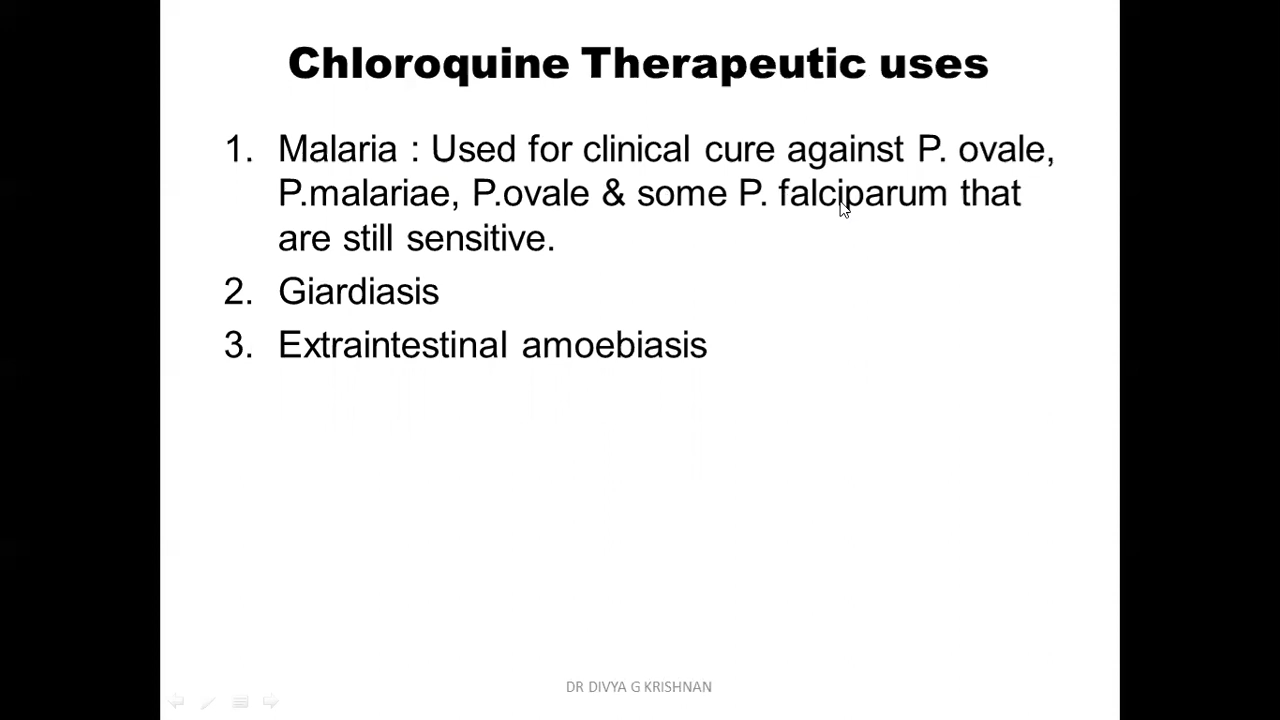 Chloroquine Therapeutic uses
1. Malaria : Used for clinical cure against P. ovale,
P.malariae, P.ovale & some P. falciparum that
are still sensitive.
2. Giardiasis
3. Extraintestinal amoebiasis
DR DIVYA G KRISHNAN